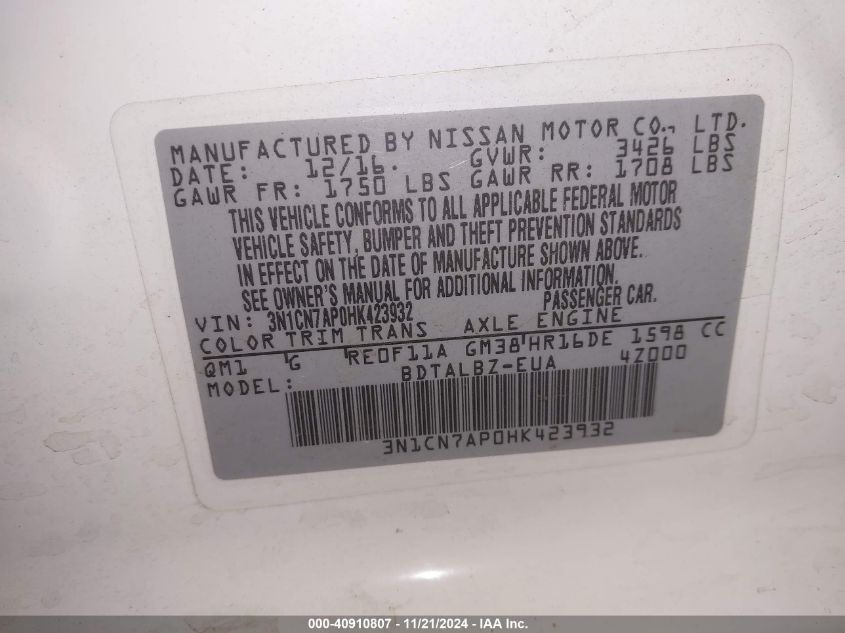 MANUFACTURED BY NISSAN MOTOR CO., LTD.
DATE: 12/16. GVWR: 3426 LBS
GAWR FR: 1750 LBS GAWR RR: 1708 LBS
THIS VEHICLE CONFORMS TO ALL APPLICABLE FEDERAL MOTOR
VEHICLE SAFETY, BUMPER AND THEFT PREVENTION STANDARDS
IN EFFECT ON THE DATE OF MANUFACTURE SHOWN ABOVE.
SEE OWNER'S MANUAL FOR ADDITIONAL INFORMATION.
VIN: 3N1CN7AP0HK423932 PASSENGER CAR.
COLOR TRIM TRANS AXLE ENGINE
QM1 G RE0F11A GM38 HR16DE 1598 CC
MODEL: BDTALBZ-EUA 4Z000
3N1CN7AP0HK423932
000-40910807 - 11/21/2024 - IAA Inc.